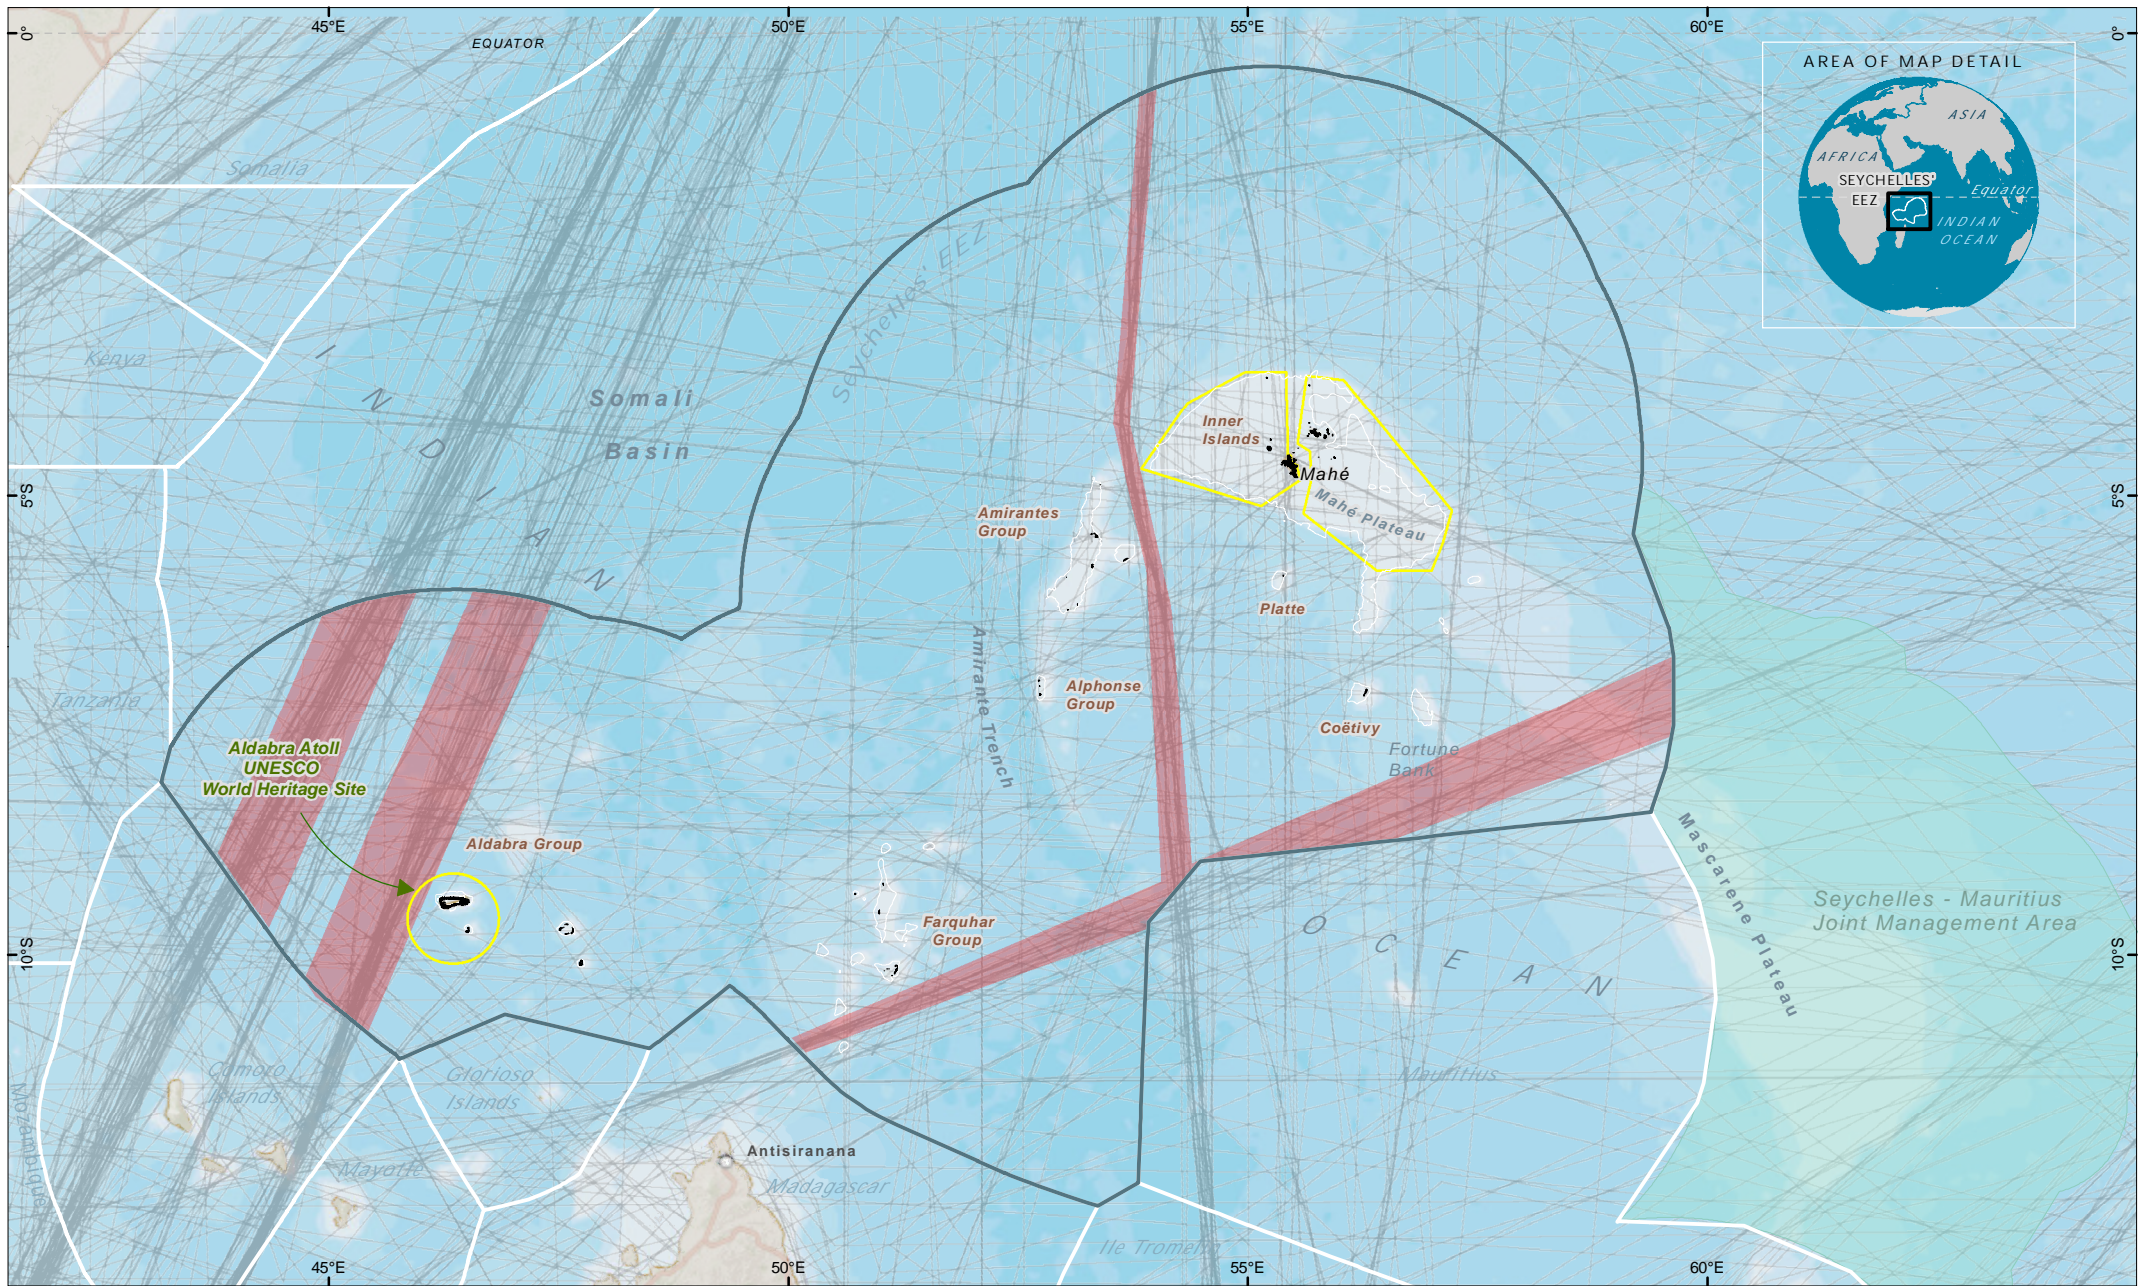 45°E
50°E
55°E
60°E
0°
0°
EQUATOR
AREA OF MAP DETAIL
ASIA
AFRICA
SEYCHELLES'
EEZ
Equator
INDIAN
OCEAN
Somalia
Kenya
Seychelles' EEZ
INDIAN
Somali
Basin
Inner
Islands
Mahé
Mahé Plateau
5°S
5°S
Amirantes
Group
Platte
Amirante Trench
Alphonse
Group
Coëtivy
Fortune
Bank
Tanzania
Aldabra Atoll
UNESCO
World Heritage Site
Aldabra Group
Farquhar
Group
OCEAN
Mascarene Plateau
Seychelles - Mauritius
Joint Management Area
10°S
10°S
Comoro
Islands
Glorioso
Islands
Mauritius
Mozambique
Mayotte
Antisiranana
Madagascar
Ile Tromelin
45°E
50°E
55°E
60°E